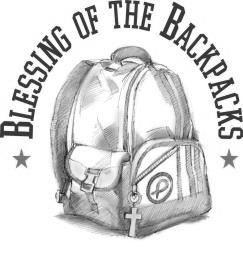 Blessing of the Backpacks